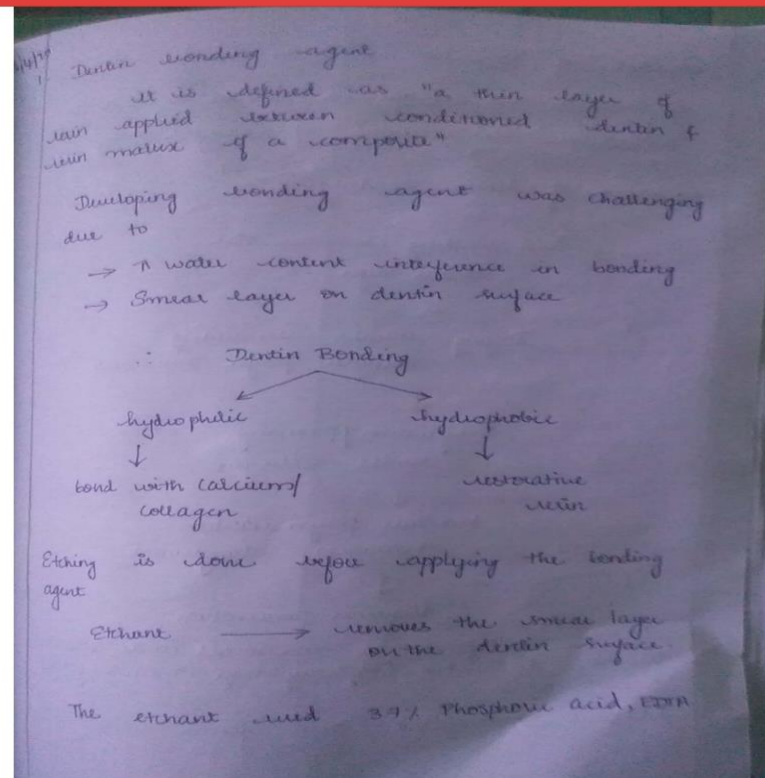 Dentin bonding agent
It is defined as "a thin layer of
resin applied between conditioned dentin &
resin matrix of a composite"
Developing bonding agent was challenging
due to
→ ↑ water content interference in bonding
→ Smear layer on dentin surface
∴ Dentin Bonding
hydrophilic hydrophobic
↓ ↓
bond with calcium/ restorative
collagen resin
Etching is done before applying the bonding
agent
Etchant → removes the smear layer
on the dentin surface.
The etchant used 37% Phosphoric acid, EDTA